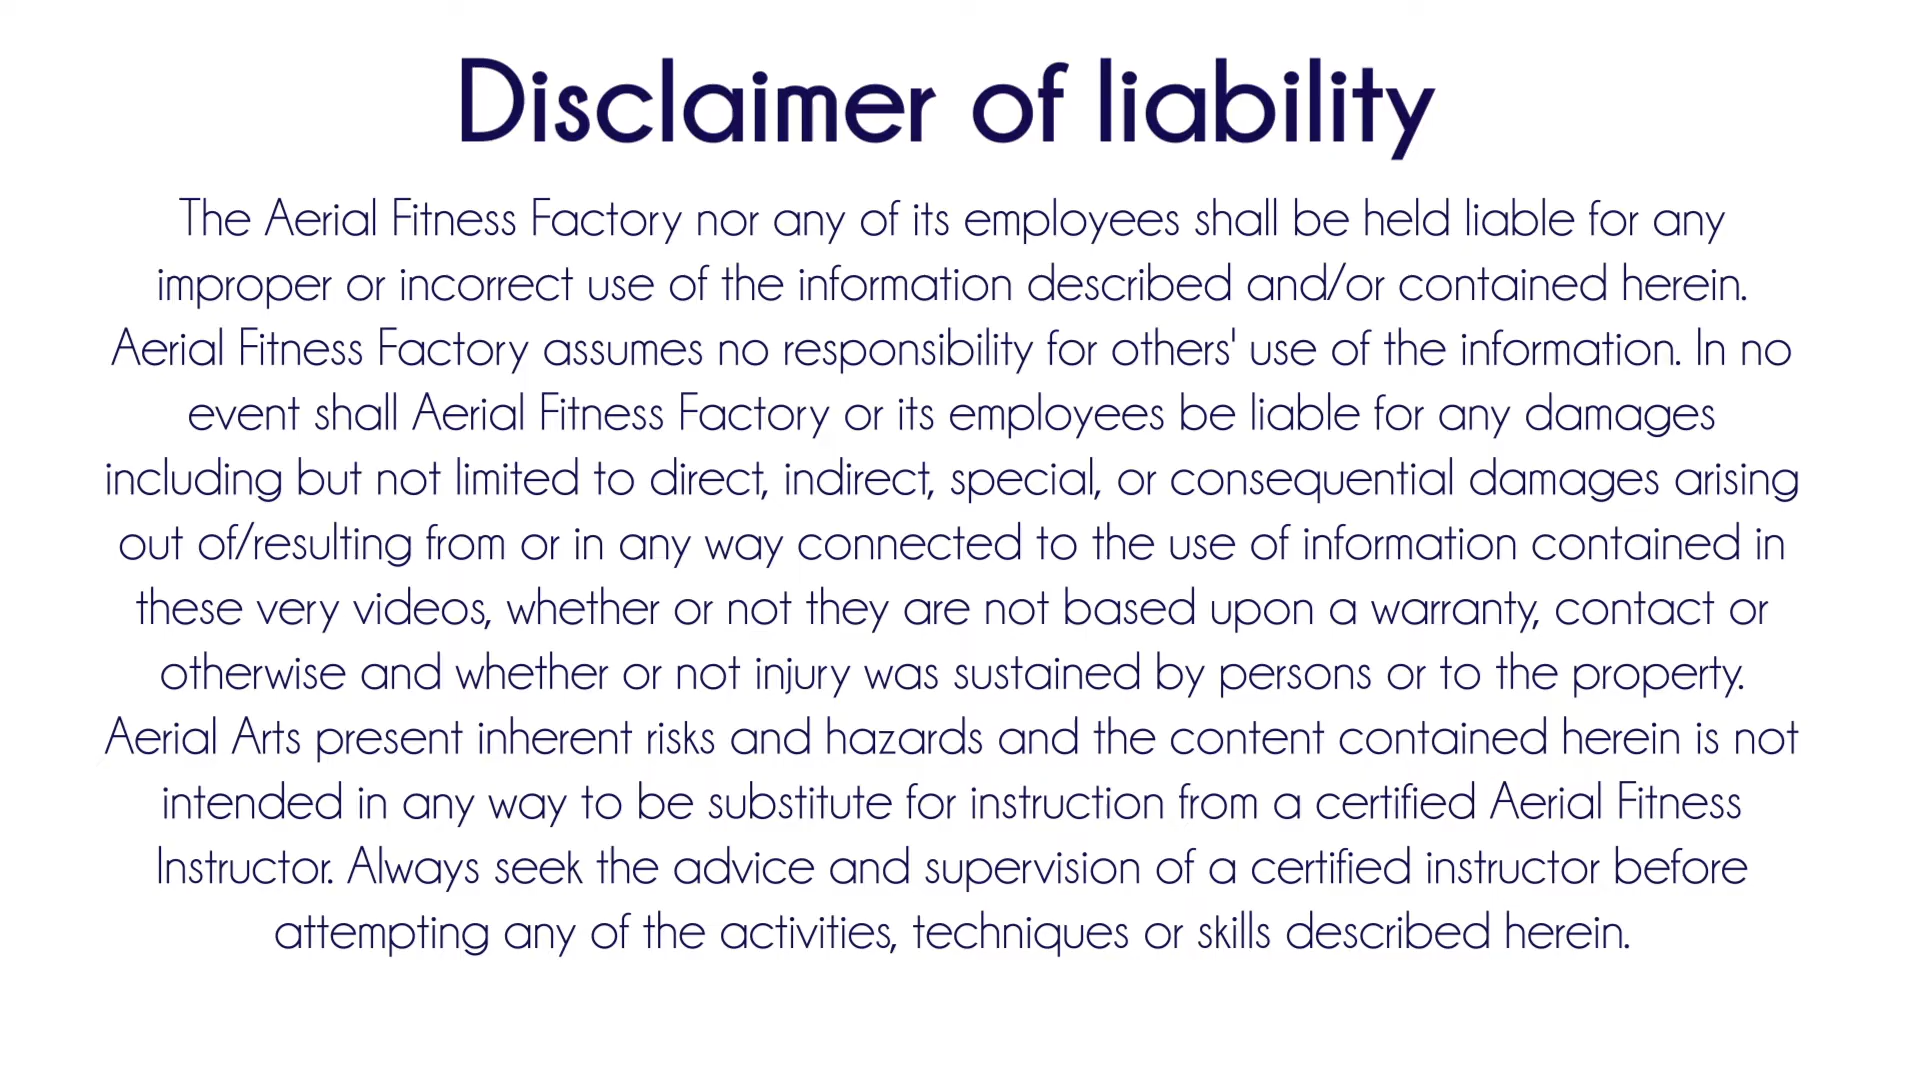 Disclaimer of liability
The Aerial Fitness Factory nor any of its employees shall be held liable for any
improper or incorrect use of the information described and/or contained herein.
Aerial Fitness Factory assumes no responsibility for others' use of the information. In no
event shall Aerial Fitness Factory or its employees be liable for any damages
including but not limited to direct, indirect, special, or consequential damages arising
out of/resulting from or in any way connected to the use of information contained in
these very videos, whether or not they are not based upon a warranty, contact or
otherwise and whether or not injury was sustained by persons or to the property.
Aerial Arts present inherent risks and hazards and the content contained herein is not
intended in any way to be substitute for instruction from a certified Aerial Fitness
Instructor. Always seek the advice and supervision of a certified instructor before
attempting any of the activities, techniques or skills described herein.